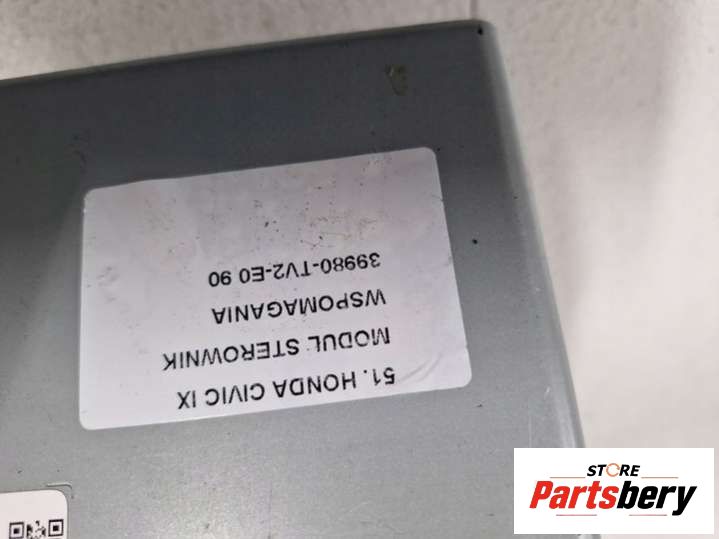 51. HONDA CIVIC IX
MODUL STEROWNIK
WSPOMAGANIA
39980-TV2-E0 90
STORE
Partsbery